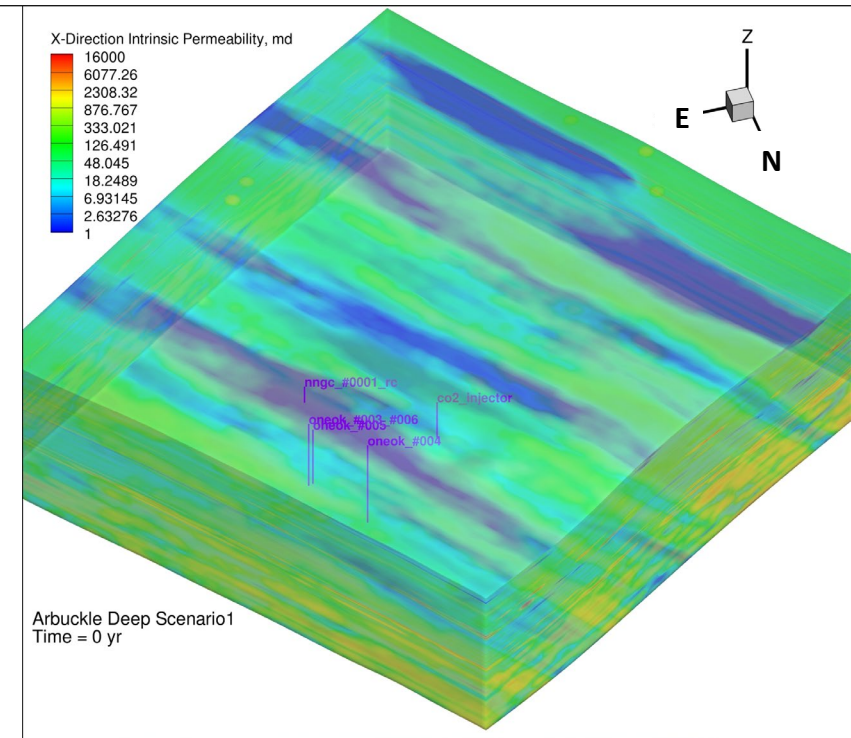 X-Direction Intrinsic Permeability, md
16000
6077.26
2308.32
876.767
333.021
126.491
48.045
18.2489
6.93145
2.63276
1
Z
E
N
nngc_#0001_rc
co2_injector
oneok_#003-#006
oneok_#005
oneok_#004
Arbuckle Deep Scenario1
Time = 0 yr